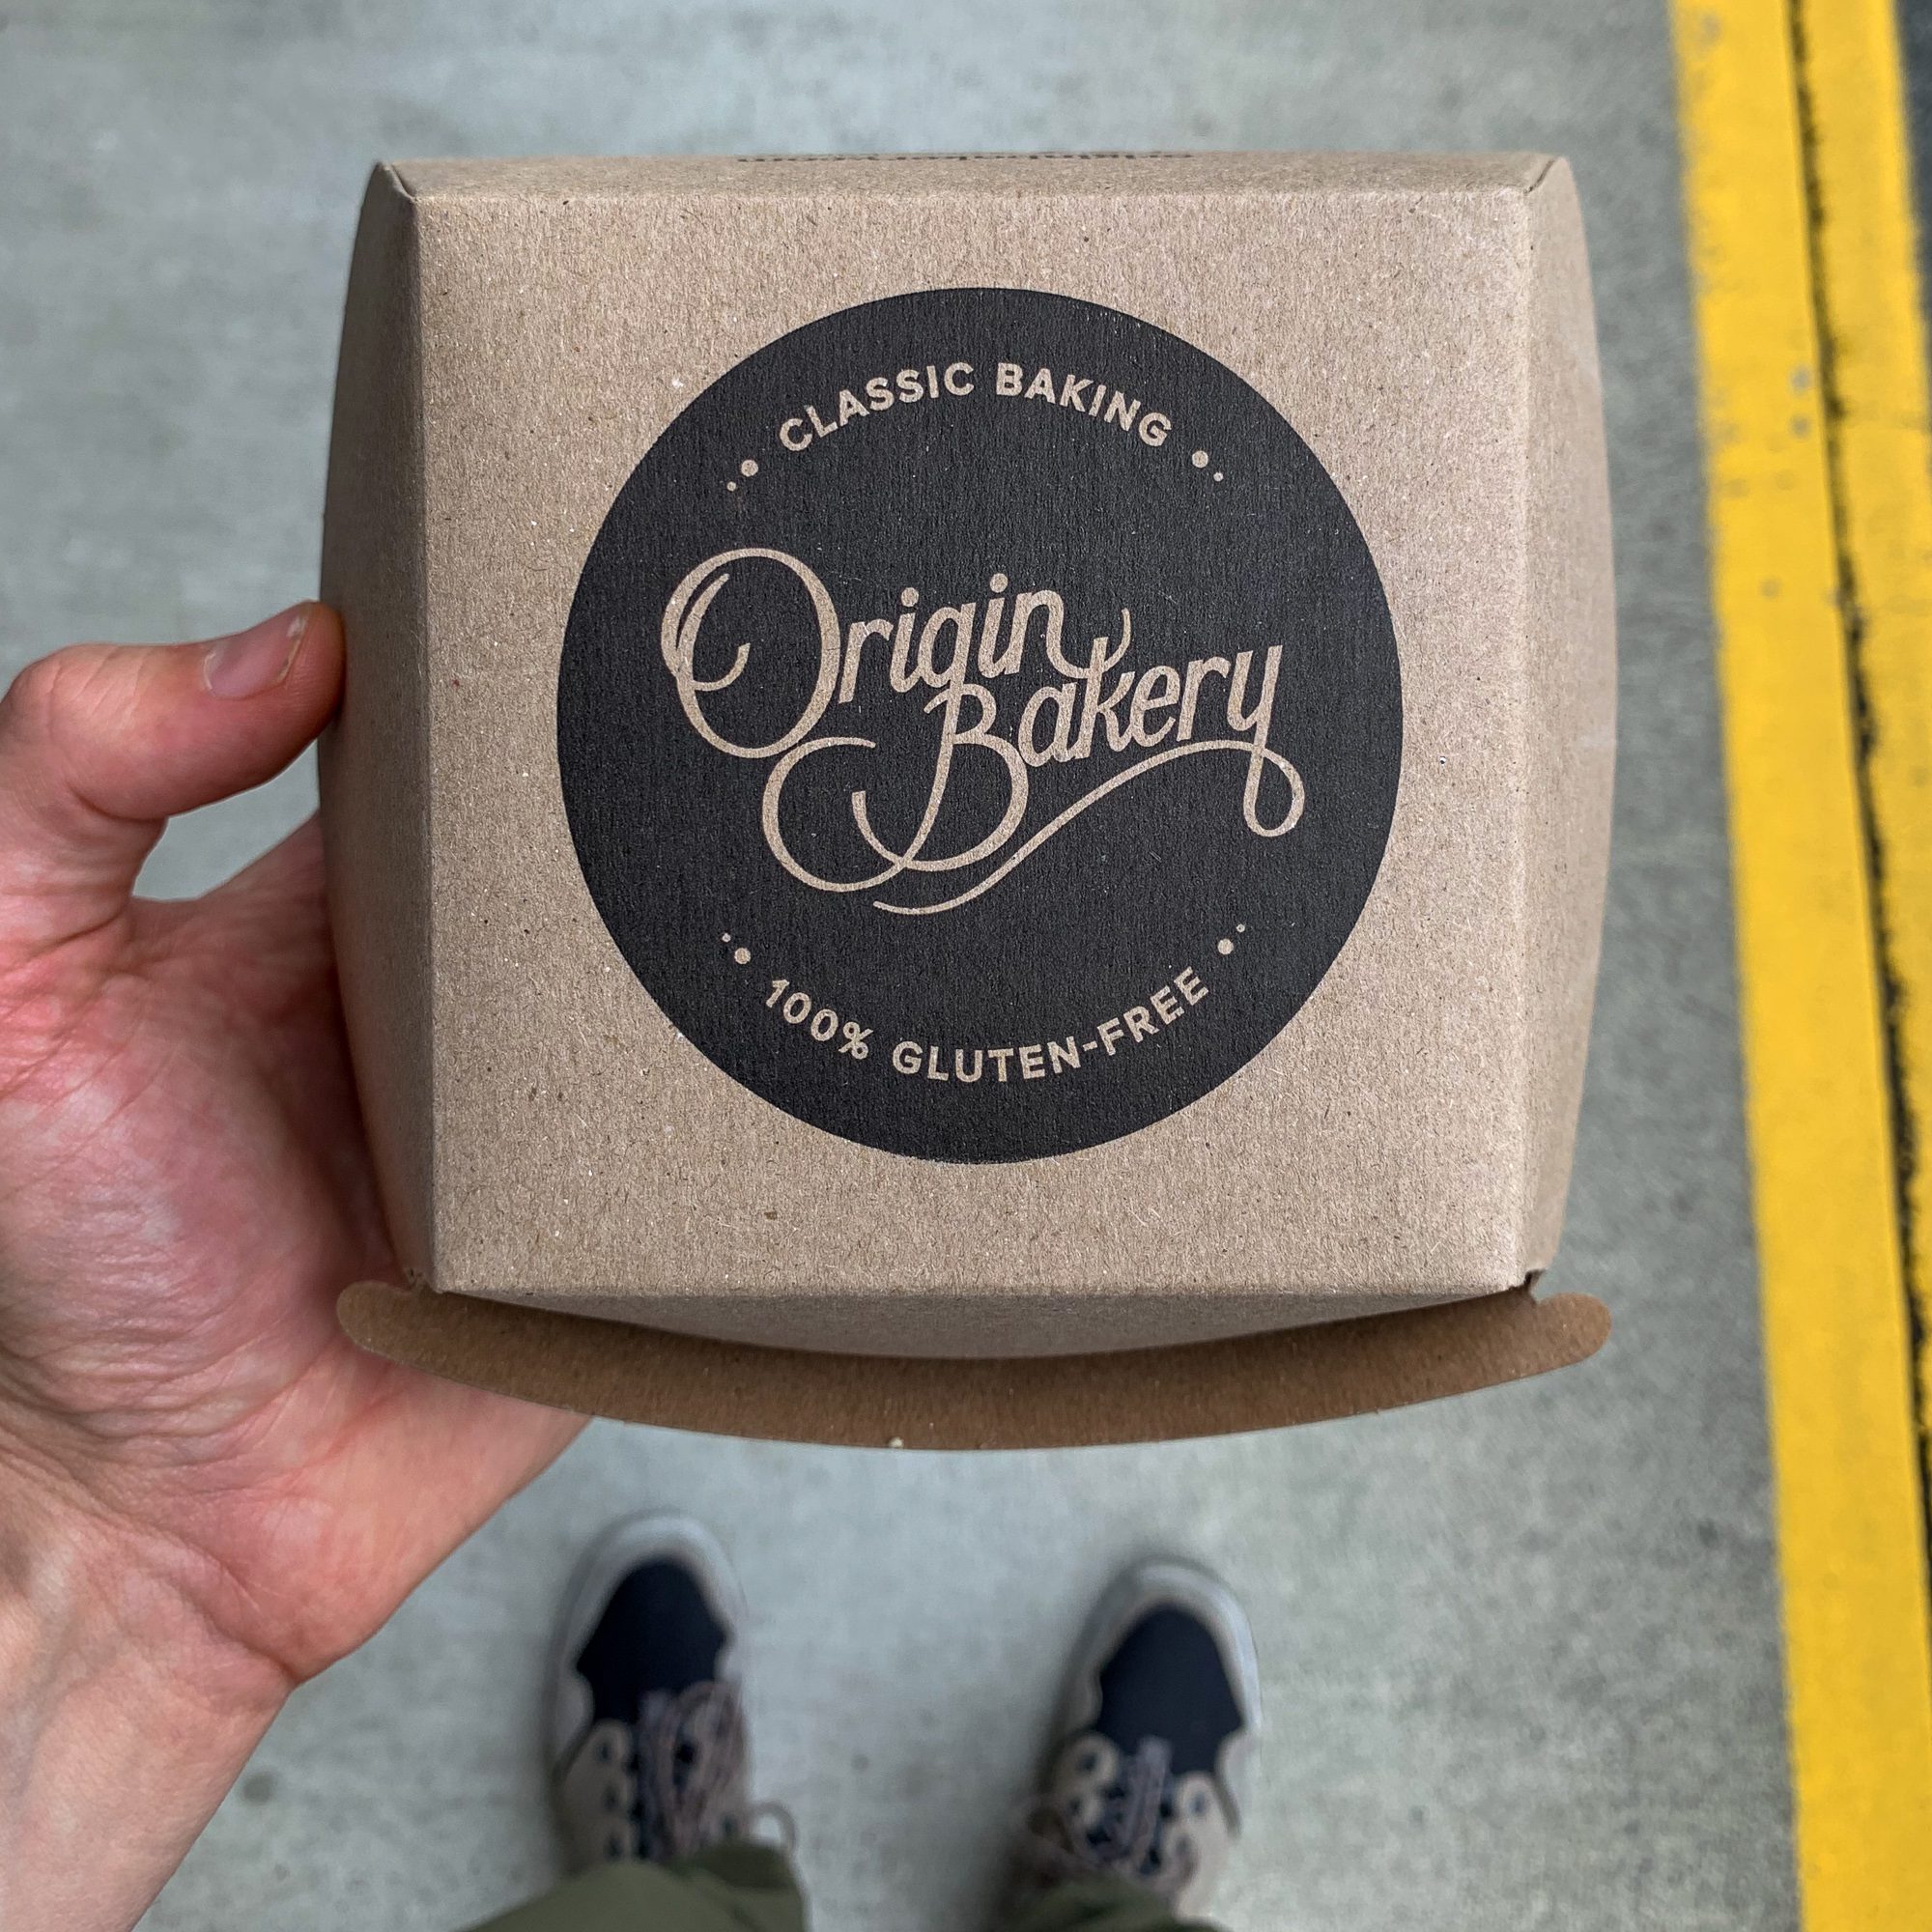 CLASSIC BAKING
Origin
Bakery
100% GLUTEN-FREE